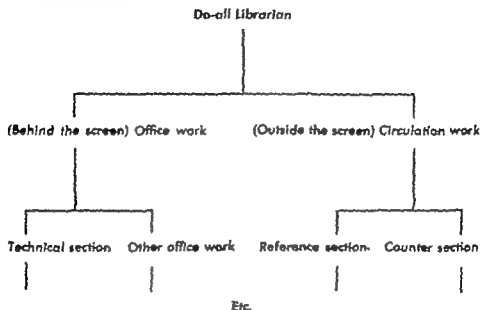 Do-all Librarian
(Behind the screen) Office work (Outside the screen) Circulation work
Technical section Other office work Reference section Counter section
Etc.